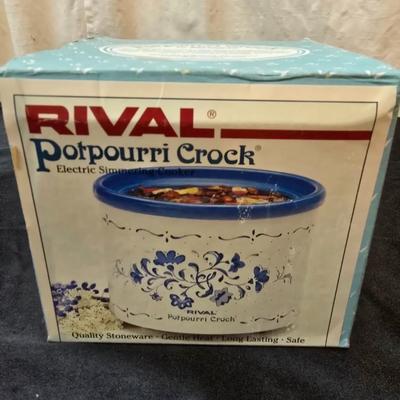 RIVAL®
Potpourri Crock®
Electric Simmering Cooker
RIVAL
Potpourri Crock
Quality Stoneware · Gentle Heat · Long Lasting · Safe